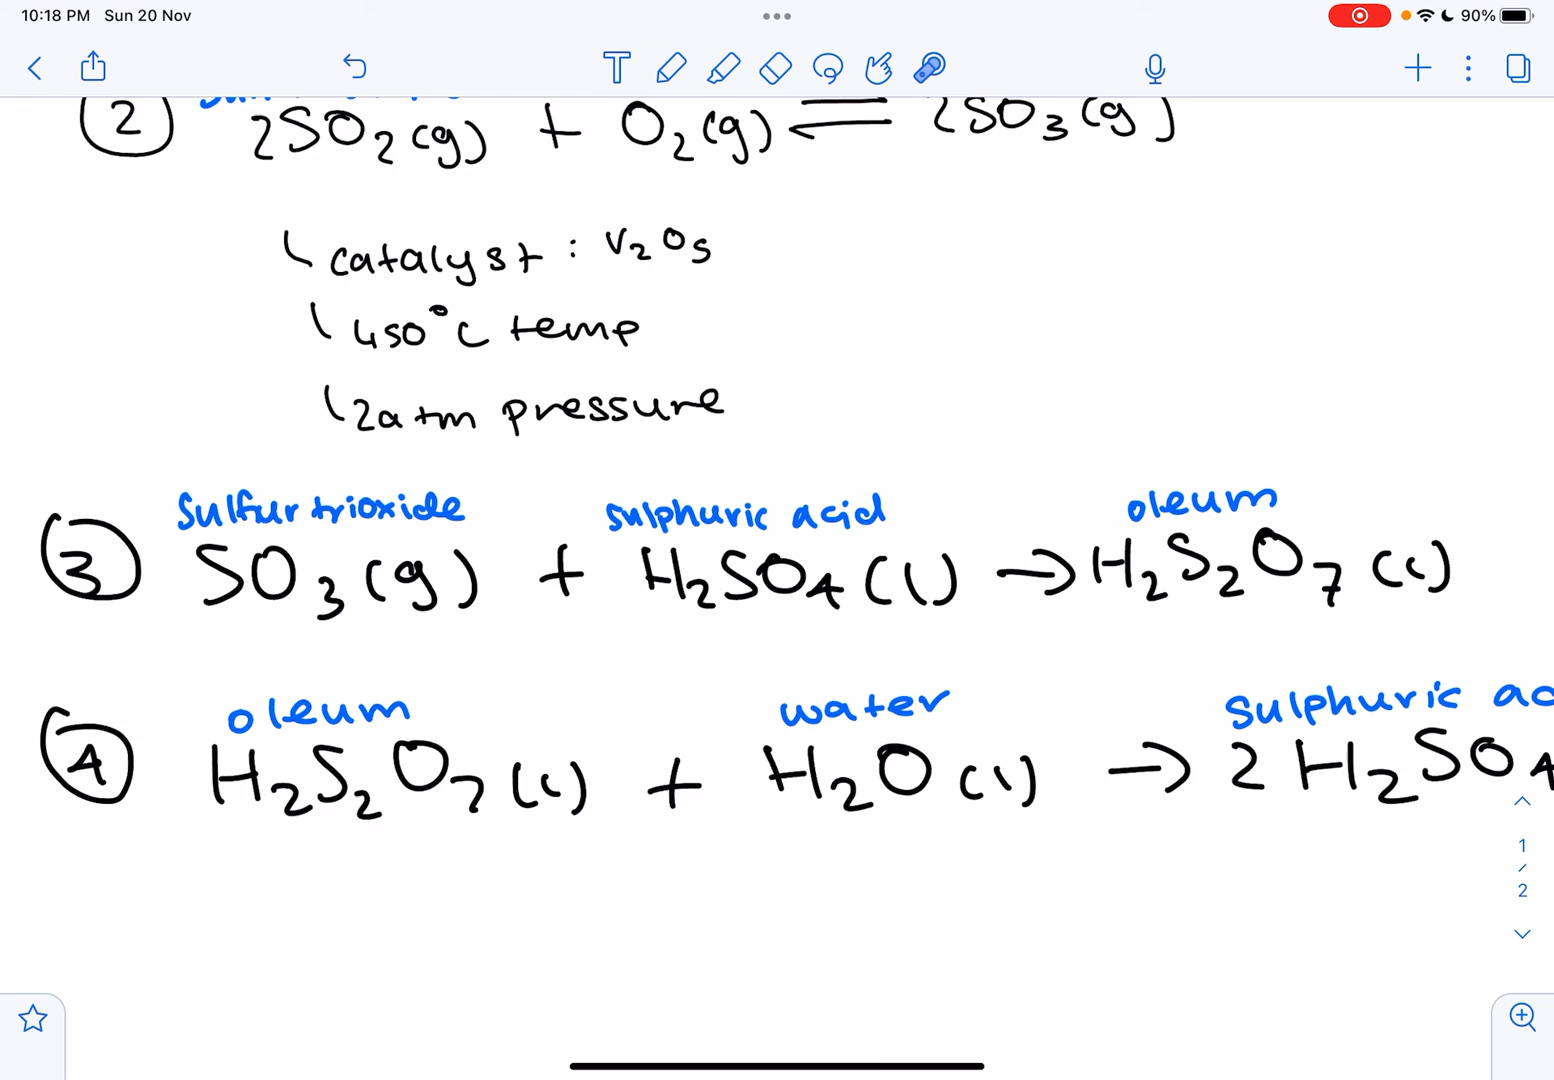 10:18 PM Sun 20 Nov
90%
2 2SO2(g) + O2(g) ⇌ 2SO3(g)
catalyst : V2O5
450°C temp
2atm pressure
sulfur trioxide sulphuric acid oleum
3 SO3(g) + H2SO4(l) → H2S2O7(l)
oleum water sulphuric ac
4 H2S2O7(l) + H2O(l) → 2H2SO4
1
/
2